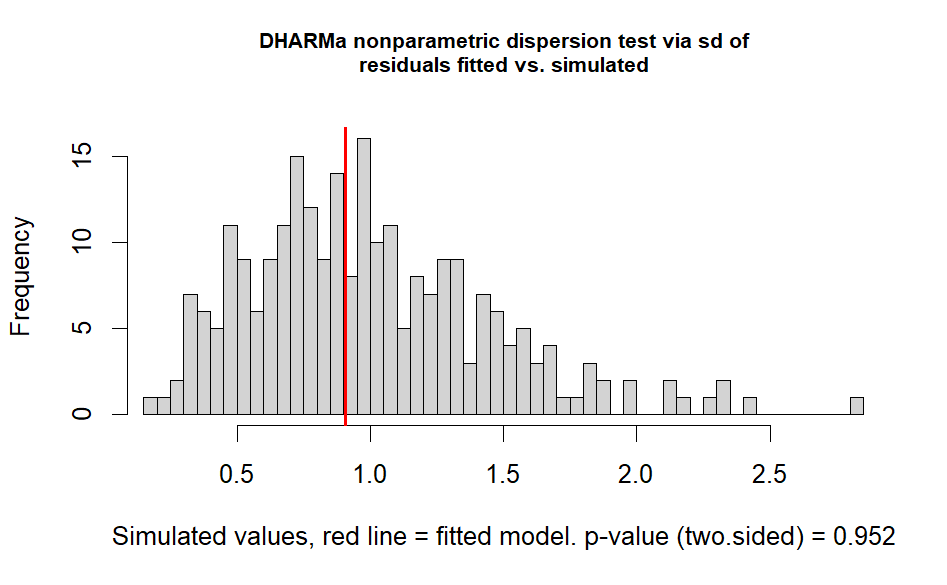 DHARMa nonparametric dispersion test via sd of
residuals fitted vs. simulated
Frequency
15
10
5
0
0.5 1.0 1.5 2.0 2.5
Simulated values, red line = fitted model. p-value (two.sided) = 0.952